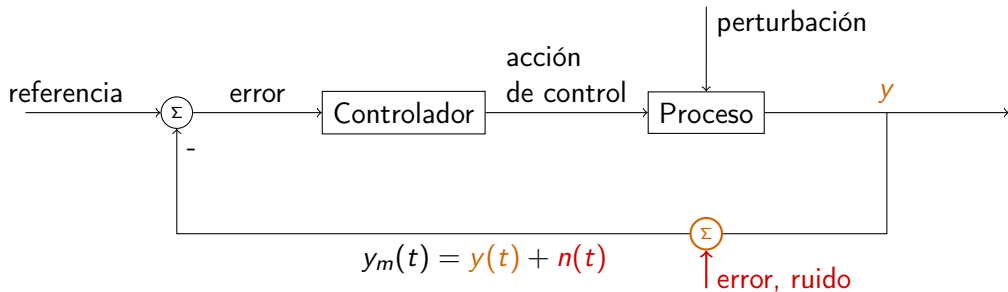 perturbación
acción
de control
referencia
Σ
error
Controlador
Proceso
y
-
Σ
y_m(t) = y(t) + n(t)
error, ruido